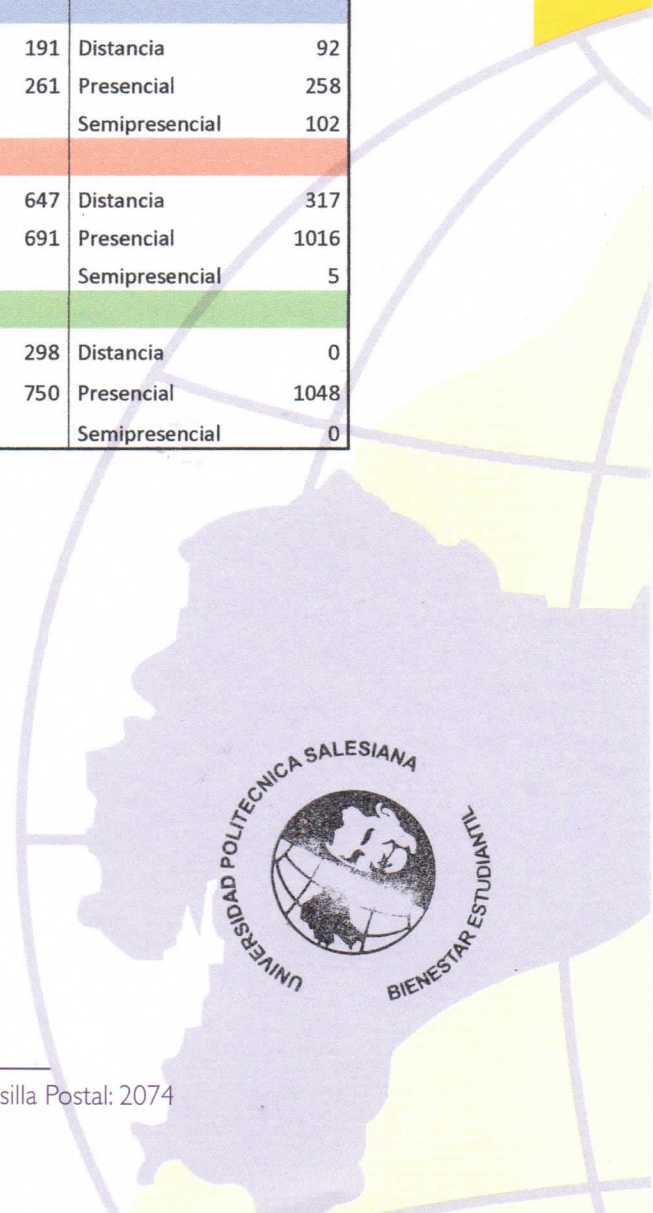 191 Distancia 92
261 Presencial 258
Semipresencial 102
647 Distancia 317
691 Presencial 1016
Semipresencial 5
298 Distancia 0
750 Presencial 1048
Semipresencial 0
UNIVERSIDAD POLITECNICA SALESIANA
BIENESTAR ESTUDIANTIL
silla Postal: 2074